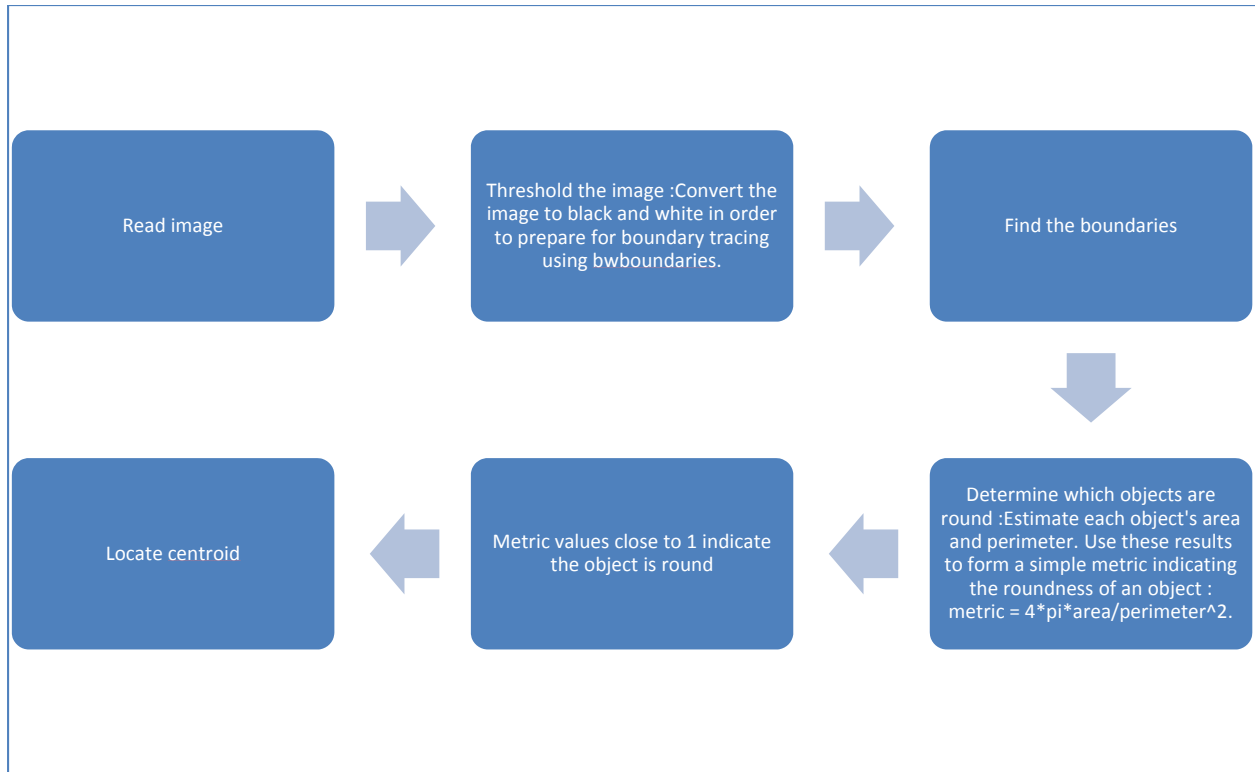 Read image
Threshold the image :Convert the
image to black and white in order
to prepare for boundary tracing
using bwboundaries.
Find the boundaries
Determine which objects are
round :Estimate each object's area
and perimeter. Use these results
to form a simple metric indicating
the roundness of an object :
metric = 4*pi*area/perimeter^2.
Metric values close to 1 indicate
the object is round
Locate centroid